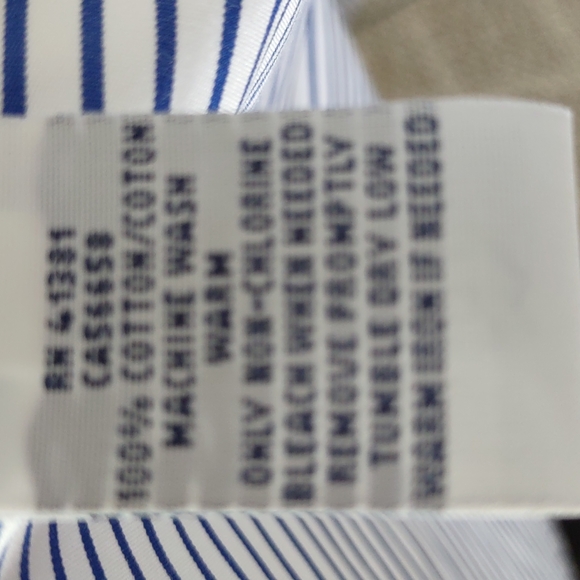 RN 41381
CA56658
100% COTTON/COTON
MACHINE WASH
WARM
ONLY NON-CHLORINE
BLEACH WHEN NEEDED
REMOVE PROMPTLY
TUMBLE DRY LOW
WARM IRON IF NEEDED